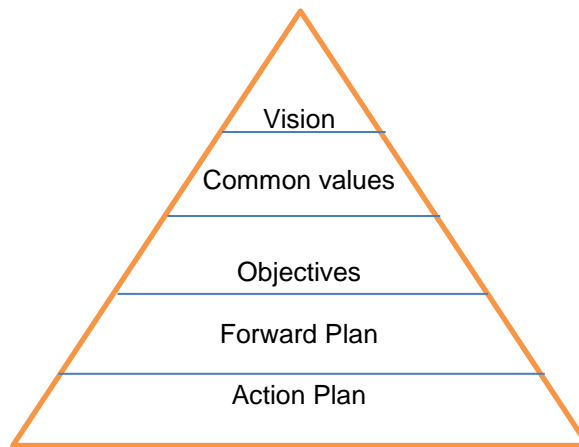 Vision
Common values
Objectives
Forward Plan
Action Plan